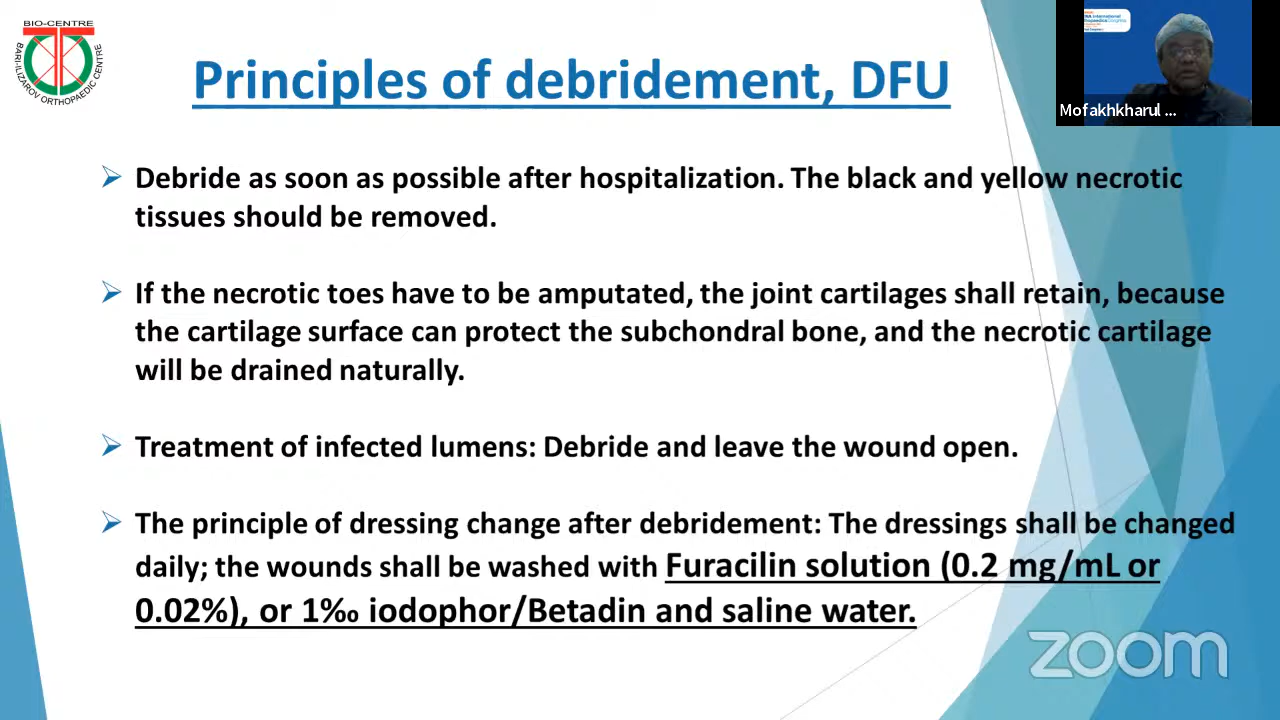 BIO-CENTRE
BARI-ILIZAROV ORTHOPAEDIC CENTRE
Principles of debridement, DFU
Mofakhkharul ...
Debride as soon as possible after hospitalization. The black and yellow necrotic
tissues should be removed.
If the necrotic toes have to be amputated, the joint cartilages shall retain, because
the cartilage surface can protect the subchondral bone, and the necrotic cartilage
will be drained naturally.
Treatment of infected lumens: Debride and leave the wound open.
The principle of dressing change after debridement: The dressings shall be changed
daily; the wounds shall be washed with Furacilin solution (0.2 mg/mL or
0.02%), or 1‰ iodophor/Betadin and saline water.
zoom